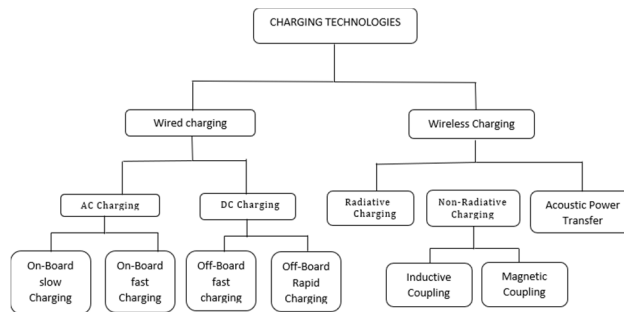 CHARGING TECHNOLOGIES
Wired charging
Wireless Charging
AC Charging
DC Charging
Radiative
Charging
Non-Radiative
Charging
Acoustic Power
Transfer
On-Board
slow
Charging
On-Board
fast
Charging
Off-Board
fast
charging
Off-Board
Rapid
Charging
Inductive
Coupling
Magnetic
Coupling